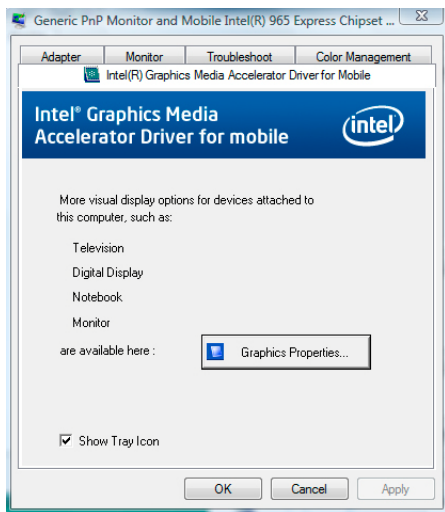 Generic PnP Monitor and Mobile Intel(R) 965 Express Chipset ...
Adapter Monitor Troubleshoot Color Management
Intel(R) Graphics Media Accelerator Driver for Mobile
Intel® Graphics Media
Accelerator Driver for mobile
intel
More visual display options for devices attached to
this computer, such as:
Television
Digital Display
Notebook
Monitor
are available here :
Graphics Properties...
Show Tray Icon
OK Cancel Apply